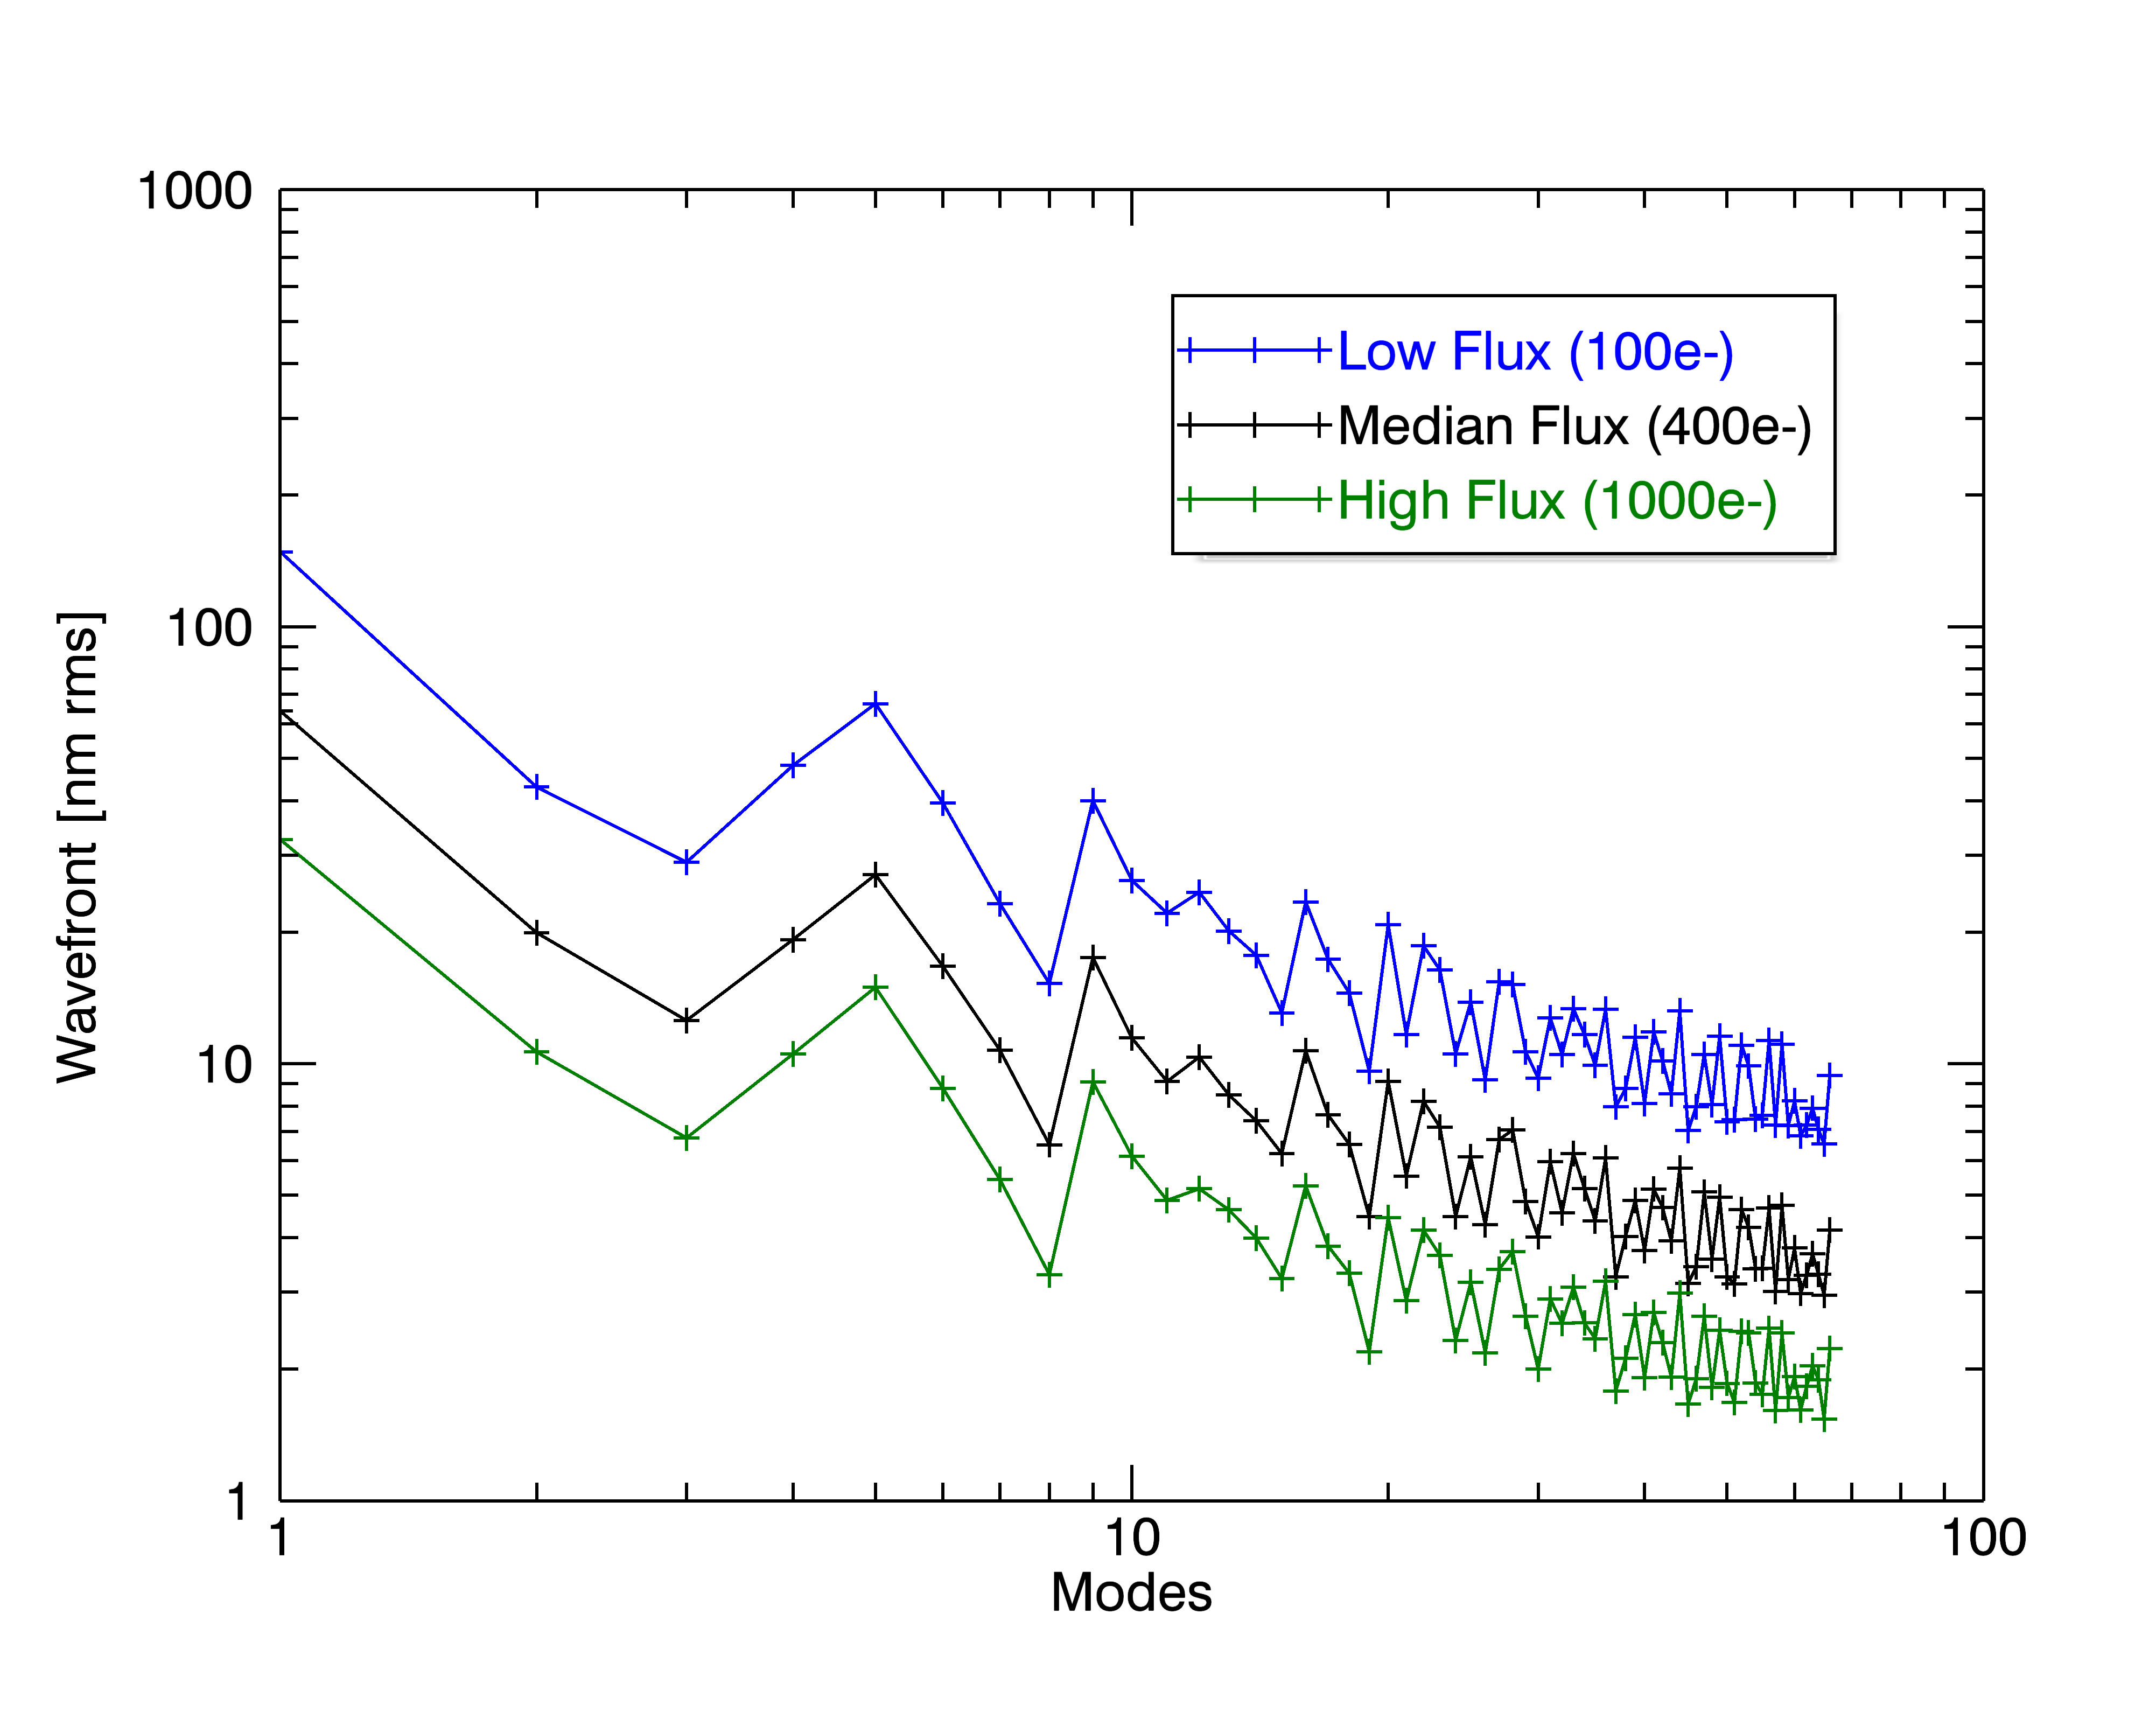 1000
100
10
1
Wavefront [nm rms]
Low Flux (100e-)
Median Flux (400e-)
High Flux (1000e-)
1
10
100
Modes